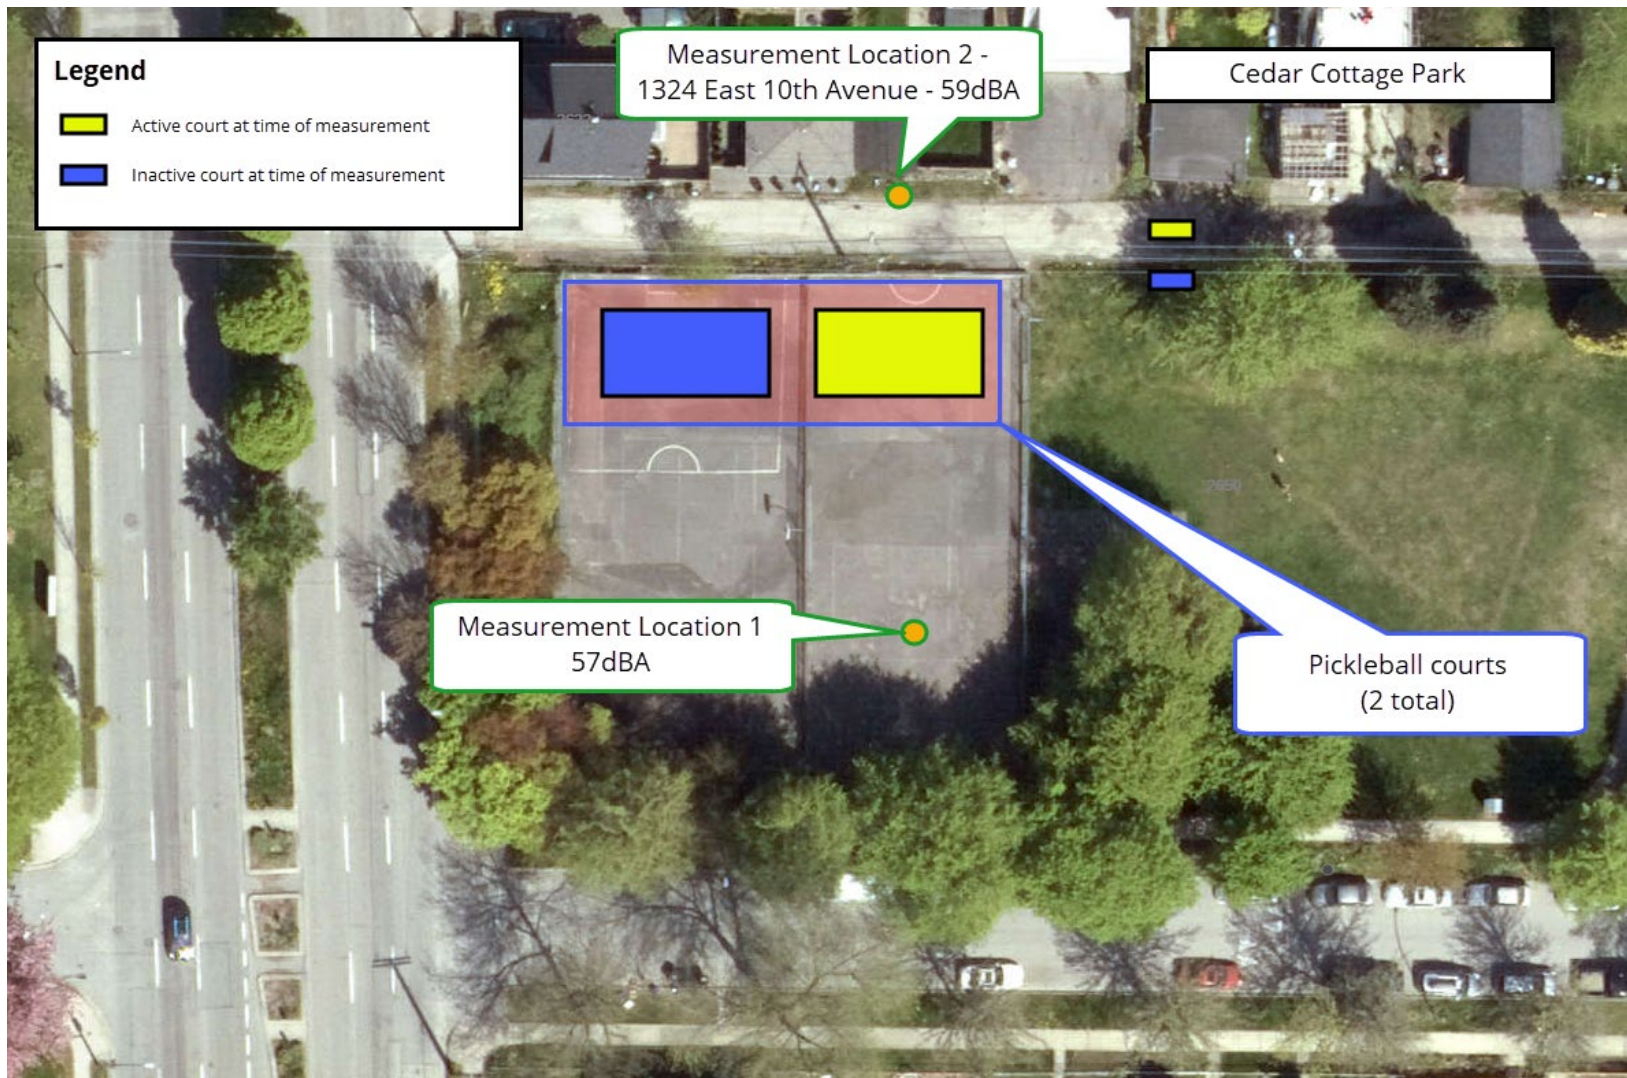 Legend
Active court at time of measurement
Inactive court at time of measurement
Measurement Location 2 -
1324 East 10th Avenue - 59dBA
Cedar Cottage Park
2650
Measurement Location 1
57dBA
Pickleball courts
(2 total)